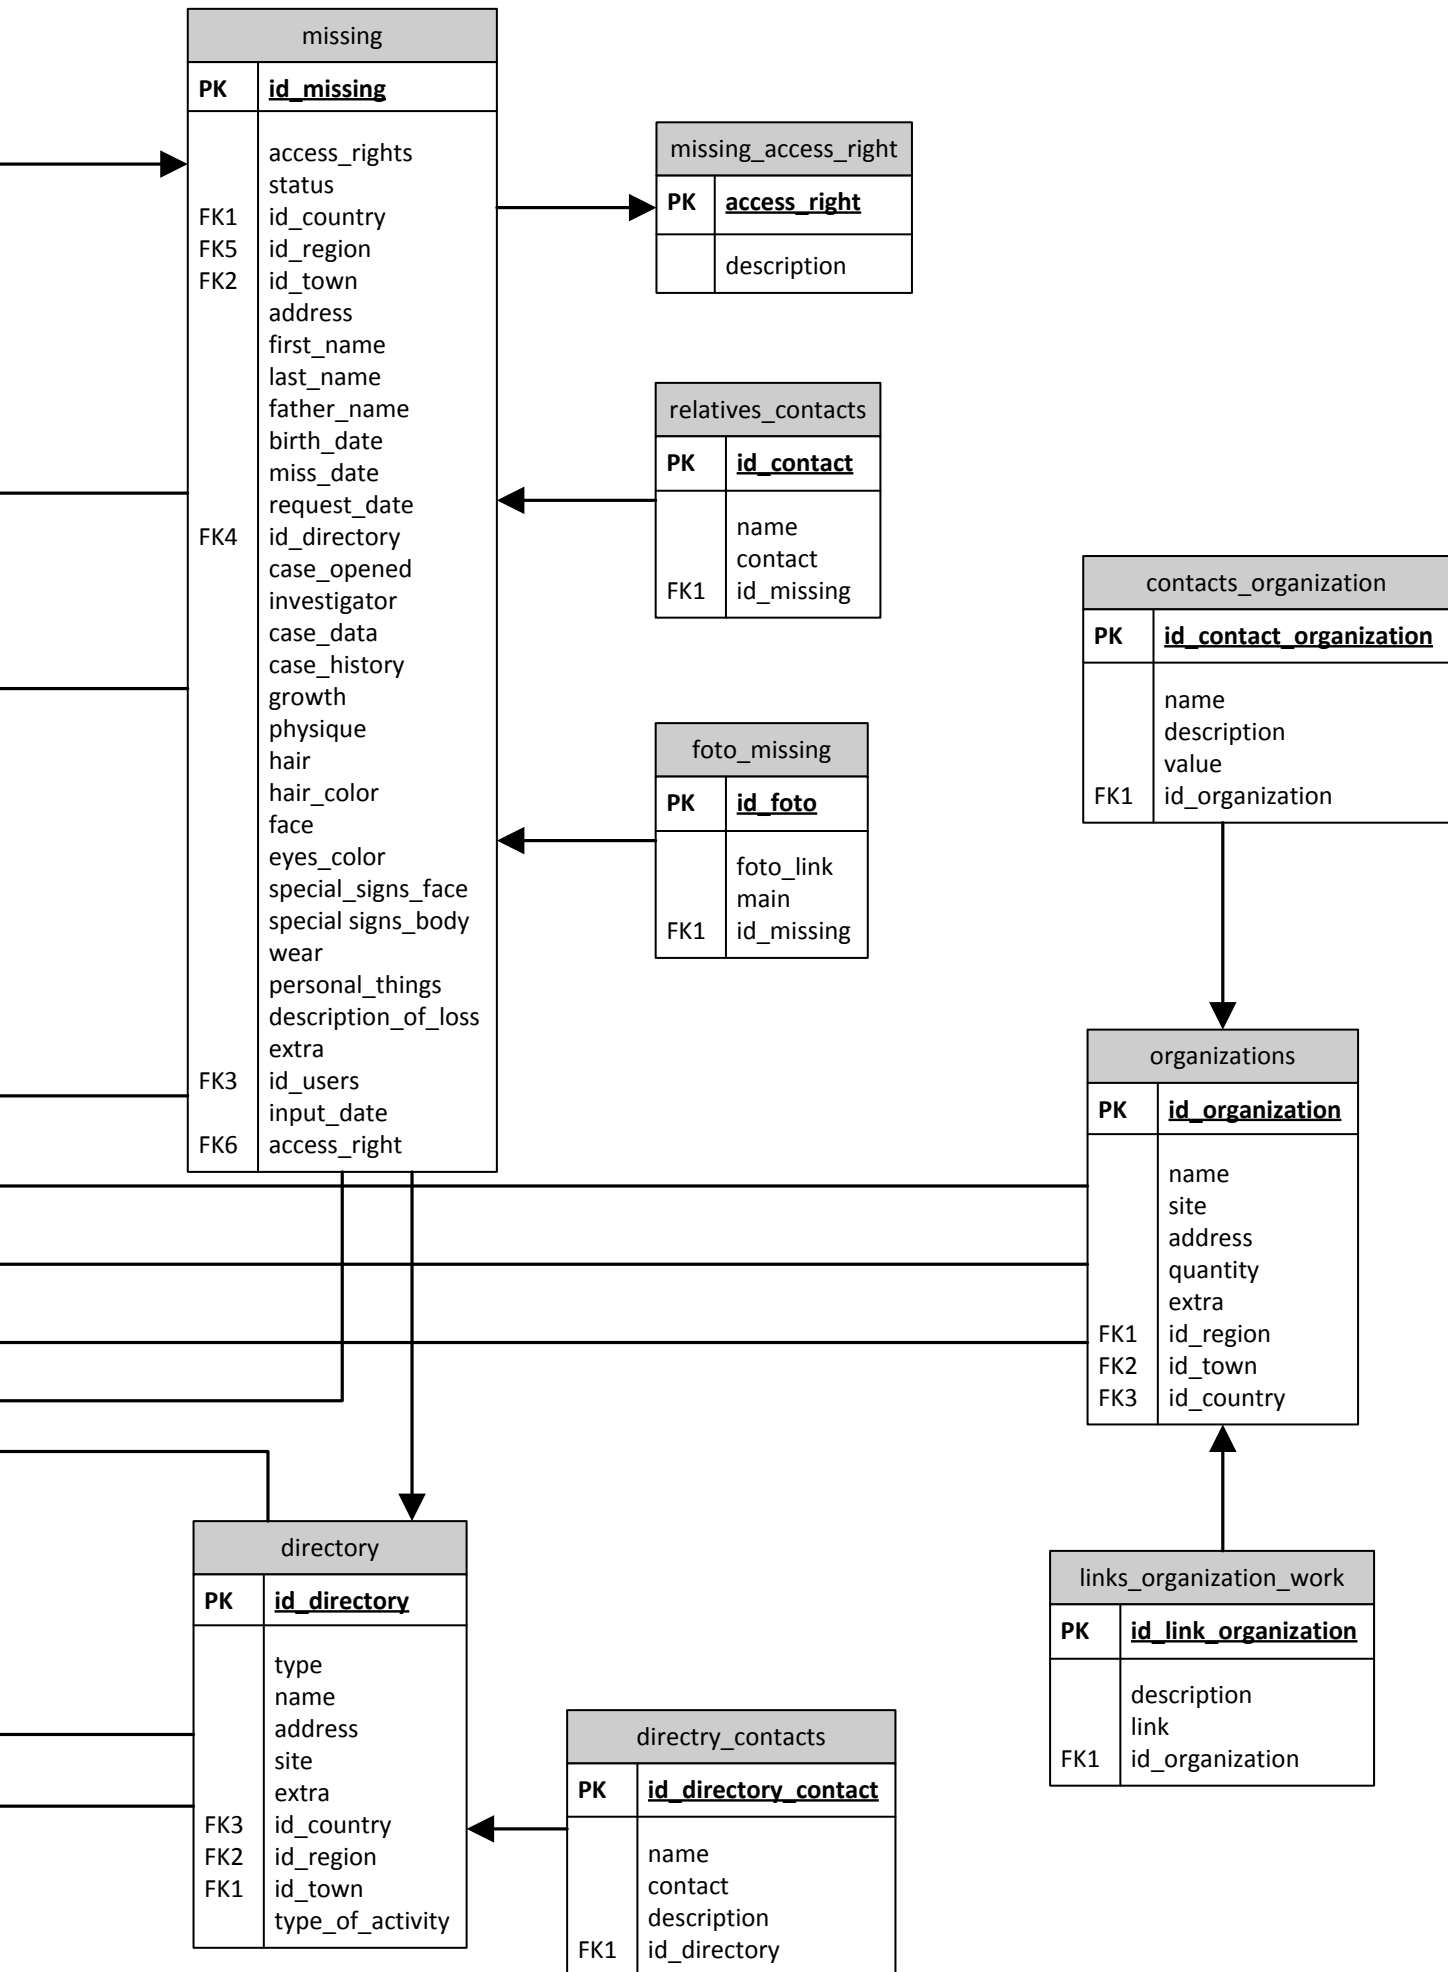 missing
PK id_missing
access_rights
status
FK1 id_country
FK5 id_region
FK2 id_town
address
first_name
last_name
father_name
birth_date
miss_date
request_date
FK4 id_directory
case_opened
investigator
case_data
case_history
growth
physique
hair
hair_color
face
eyes_color
special_signs_face
special signs_body
wear
personal_things
description_of_loss
extra
FK3 id_users
input_date
FK6 access_right
missing_access_right
PK access_right
description
relatives_contacts
PK id_contact
name
contact
FK1 id_missing
foto_missing
PK id_foto
foto_link
main
FK1 id_missing
contacts_organization
PK id_contact_organization
name
description
value
FK1 id_organization
organizations
PK id_organization
name
site
address
quantity
extra
FK1 id_region
FK2 id_town
FK3 id_country
links_organization_work
PK id_link_organization
description
link
FK1 id_organization
directory
PK id_directory
type
name
address
site
extra
FK3 id_country
FK2 id_region
FK1 id_town
type_of_activity
directry_contacts
PK id_directory_contact
name
contact
description
FK1 id_directory